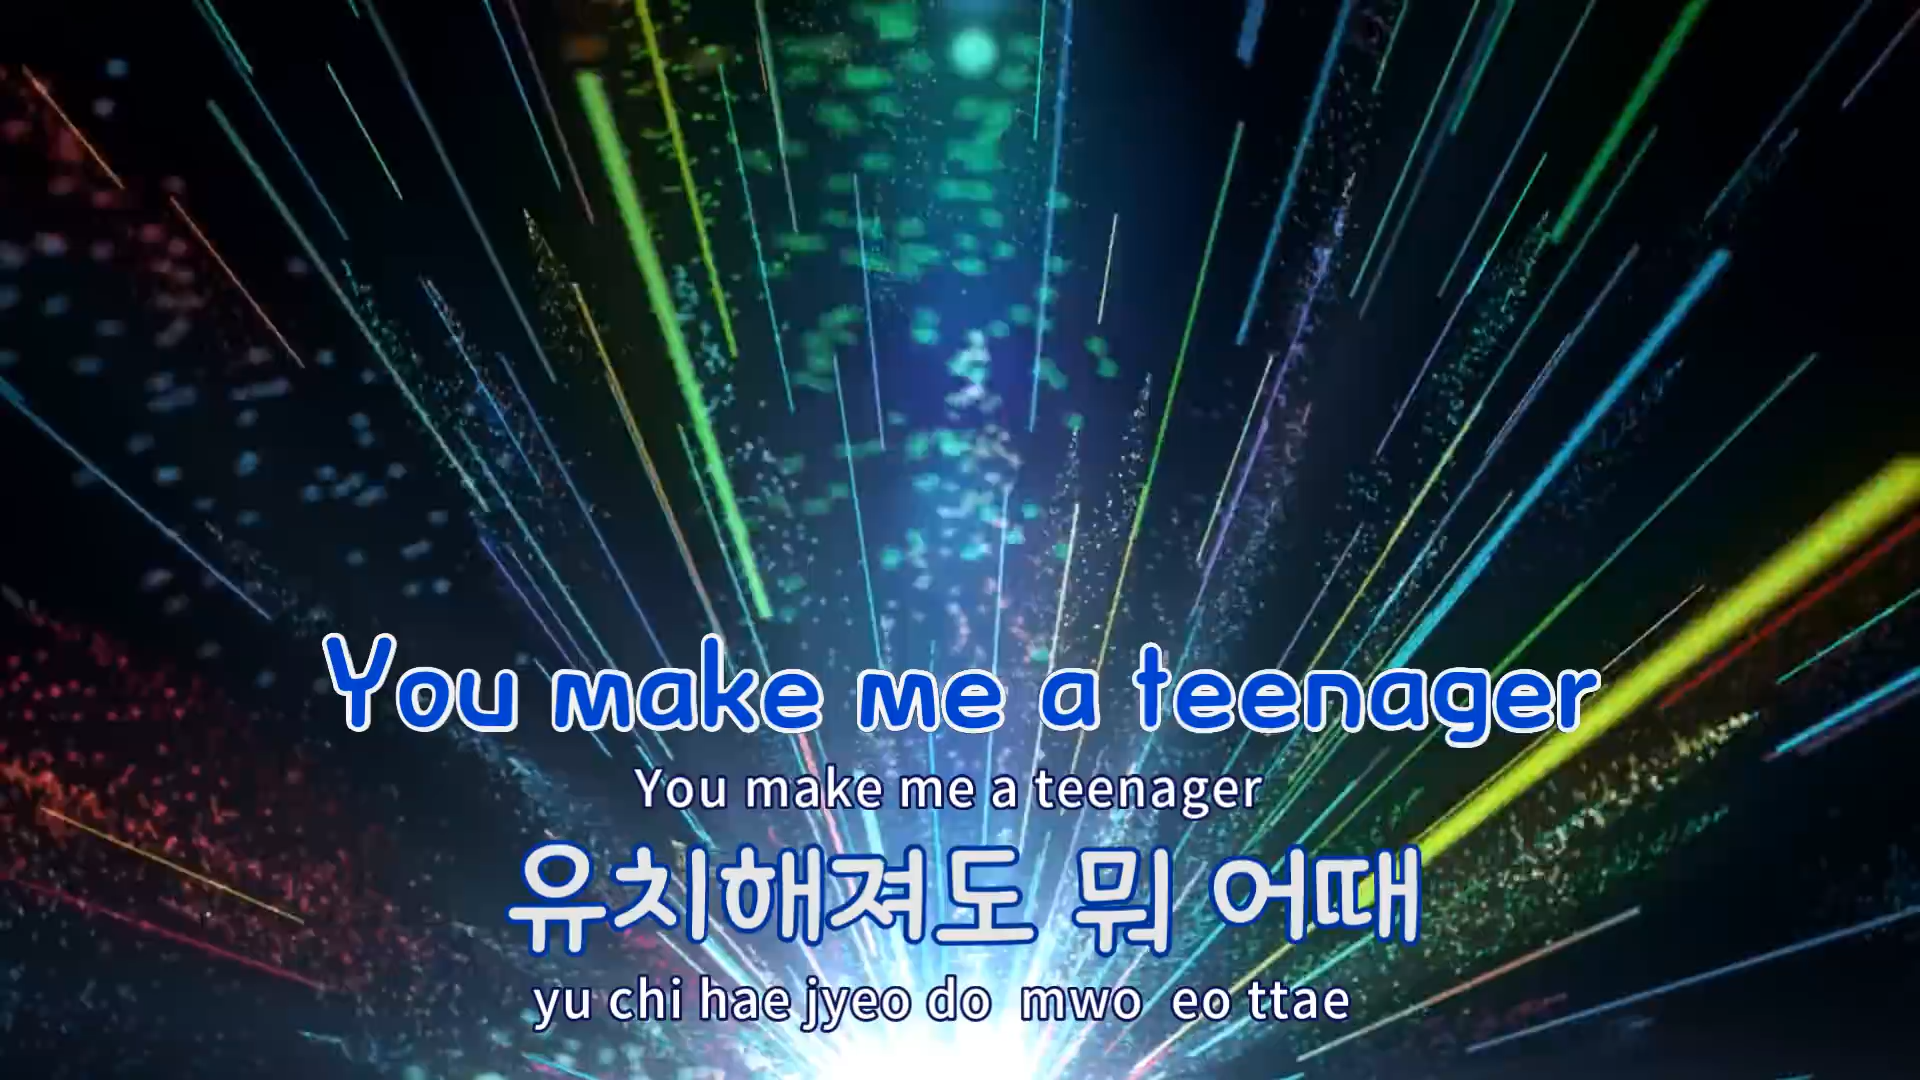 You make me a teenager
You make me a teenager
유치해져도 뭐 어때
yu chi hae jyeo do mwo eo ttae